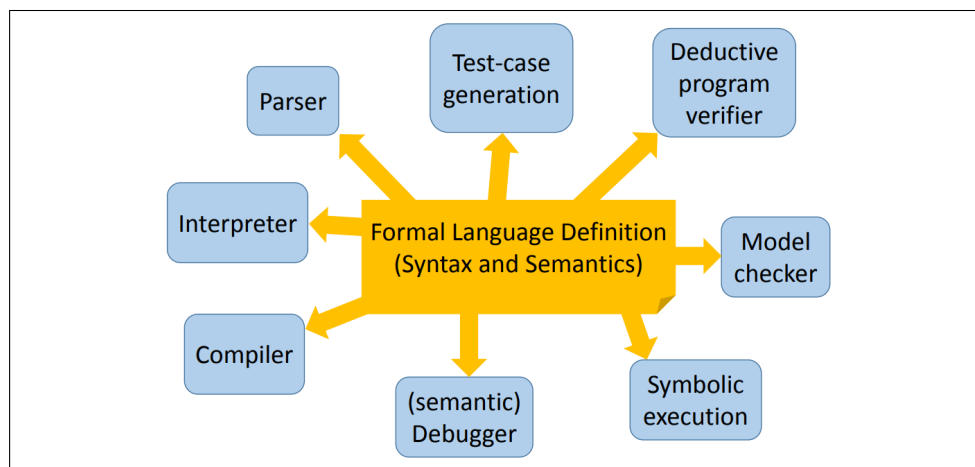 Parser
Test-case
generation
Deductive
program
verifier
Interpreter
Formal Language Definition
(Syntax and Semantics)
Model
checker
Compiler
(semantic)
Debugger
Symbolic
execution